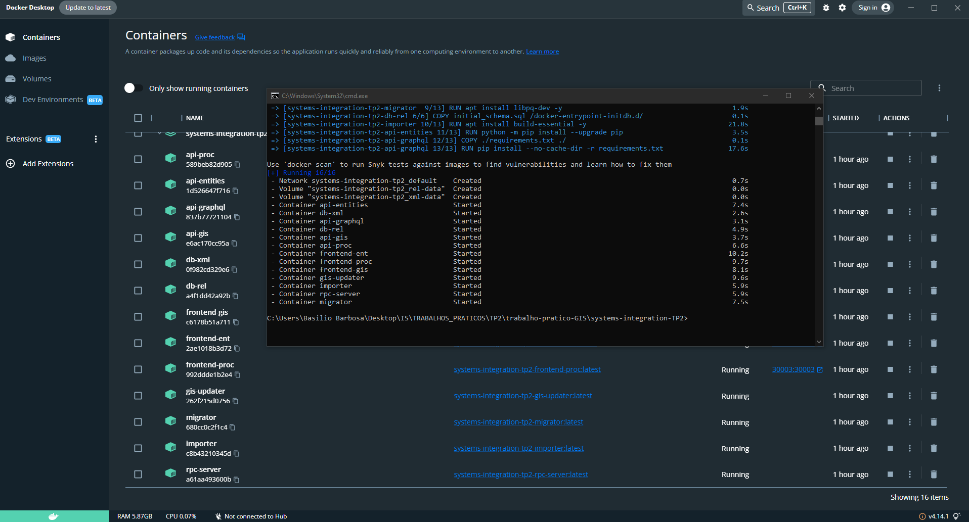 Docker Desktop
Update to latest
Search Ctrl+K
Sign in
Containers
Images
Volumes
Dev Environments BETA
Extensions BETA
Add Extensions
Containers
Give feedback
A container packages up code and its dependencies so the application runs quickly and reliably from one computing environment to another. Learn more
Only show running containers
Search
NAME
STARTED
ACTIONS
C:\Windows\System32\cmd.exe
=> [systems-integration-tp2-migrator 9/13] RUN apt install libpq-dev -y 1.9s
=> [systems-integration-tp2-db-rel 6/6] COPY initial_schema.sql /docker-entrypoint-initdb.d/ 0.1s
=> [systems-integration-tp2-importer 10/13] RUN apt install build-essential -y 21.8s
=> [systems-integration-tp2-api-entities 11/13] RUN python -m pip install --upgrade pip 3.5s
=> [systems-integration-tp2-api-graphql 12/13] COPY ./requirements.txt ./ 0.1s
=> [systems-integration-tp2-api-graphql 13/13] RUN pip install --no-cache-dir -r requirements.txt 17.6s
Use 'docker scan' to run Snyk tests against images to find vulnerabilities and learn how to fix them
[+] Running 16/16
- Network systems-integration-tp2_default Created 0.7s
- Volume "systems-integration-tp2_rel-data" Created 0.0s
- Volume "systems-integration-tp2_xml-data" Created 0.0s
- Container api-entities Started 2.4s
- Container db-xml Started 2.6s
- Container api-graphql Started 3.1s
- Container db-rel Started 4.9s
- Container api-gis Started 3.7s
- Container api-proc Started 6.6s
- Container frontend-ent Started 10.2s
- Container frontend-proc Started 9.7s
- Container frontend-gis Started 8.1s
- Container gis-updater Started 9.6s
- Container importer Started 5.9s
- Container rpc-server Started 5.9s
- Container migrator Started 7.5s
C:\Users\Basilio Barbosa\Desktop\IS\TRABALHOS_PRATICOS\TP2\trabalho-pratico-GIS\systems-integration-TP2>
systems-integration-tp2
api-proc 1 hour ago
589beb82d905
api-entities 1 hour ago
1d526647f716
api-graphql 1 hour ago
837b77721104
api-gis 1 hour ago
e6ac170cc95a
db-xml 1 hour ago
0f982cd329e6
db-rel 1 hour ago
a4f1dd42a92b
frontend-gis 1 hour ago
c6178b51a711
frontend-ent Running 1 hour ago
2ae1018b3d72
frontend-proc systems-integration-tp2-frontend-proc:latest Running 30003:30003 1 hour ago
992ddde1b2e4
gis-updater systems-integration-tp2-gis-updater:latest Running 1 hour ago
262f215d0756
migrator systems-integration-tp2-migrator:latest Running 1 hour ago
680cc0c2f1c4
importer systems-integration-tp2-importer:latest Running 1 hour ago
c8b43210345d
rpc-server systems-integration-tp2-rpc-server:latest Running 1 hour ago
a61aa493600b
Showing 16 items
RAM 5.87GB CPU 0.07% Not connected to Hub
v4.14.1